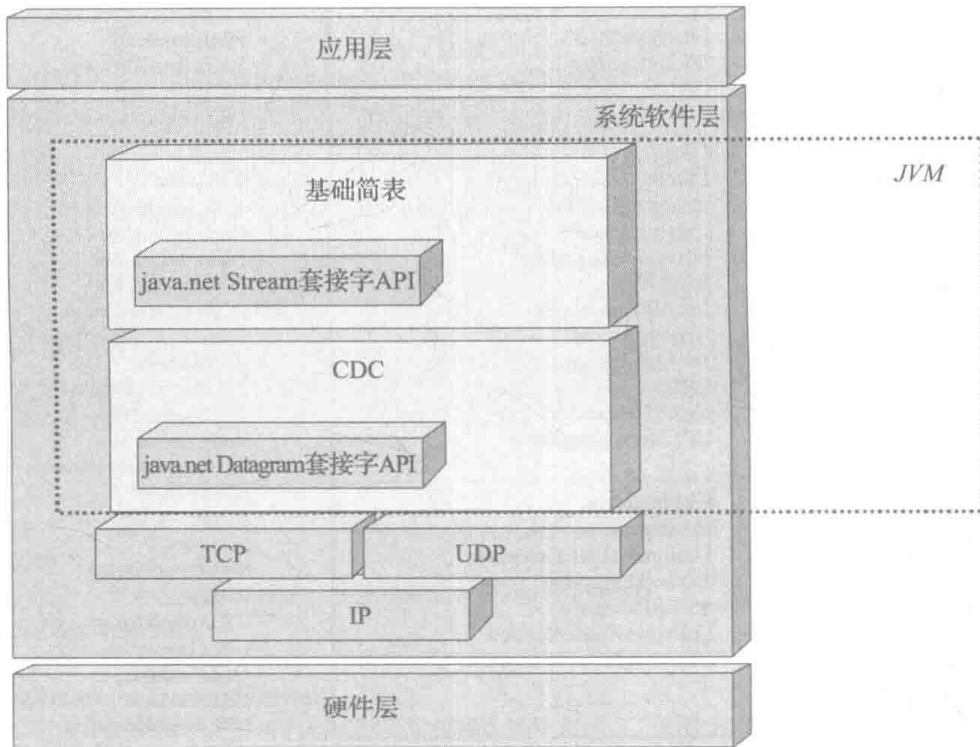 应用层
系统软件层
JVM
基础简表
java.net Stream套接字API
CDC
java.net Datagram套接字API
TCP
UDP
IP
硬件层